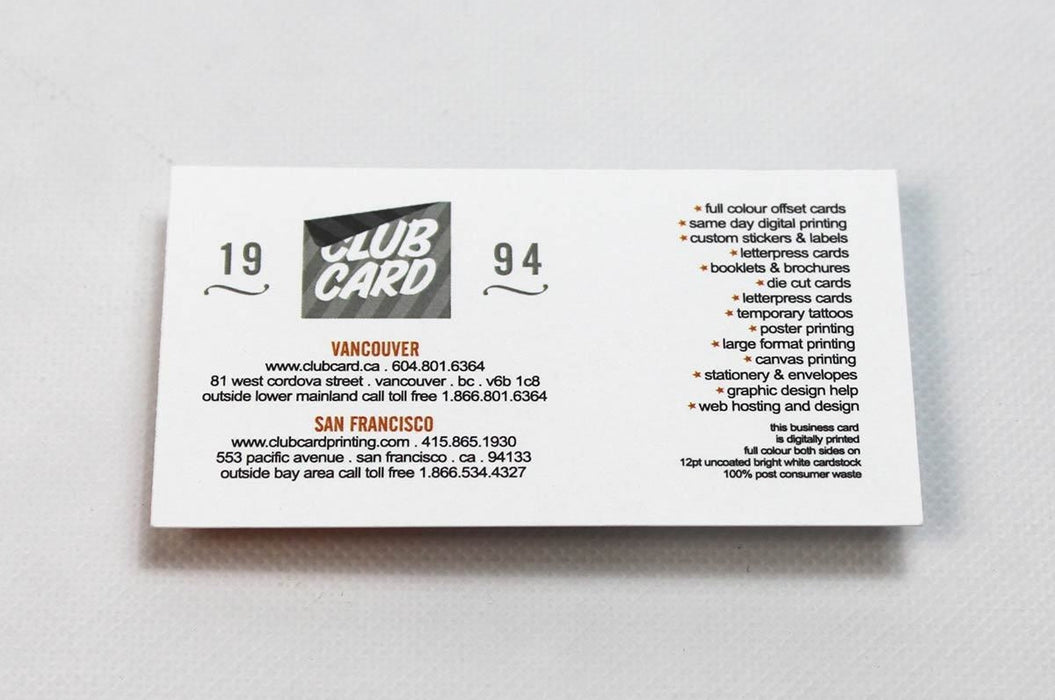 19
CLUB
CARD
94
VANCOUVER
www.clubcard.ca . 604.801.6364
81 west cordova street . vancouver . bc . v6b 1c8
outside lower mainland call toll free 1.866.801.6364
SAN FRANCISCO
www.clubcardprinting.com . 415.865.1930
553 pacific avenue . san francisco . ca . 94133
outside bay area call toll free 1.866.534.4327
★ full colour offset cards
★ same day digital printing
★ custom stickers & labels
★ letterpress cards
★ booklets & brochures
★ die cut cards
★ letterpress cards
★ temporary tattoos
★ poster printing
★ large format printing
★ canvas printing
★ stationery & envelopes
★ graphic design help
★ web hosting and design
this business card
is digitally printed
full colour both sides on
12pt uncoated bright white cardstock
100% post consumer waste